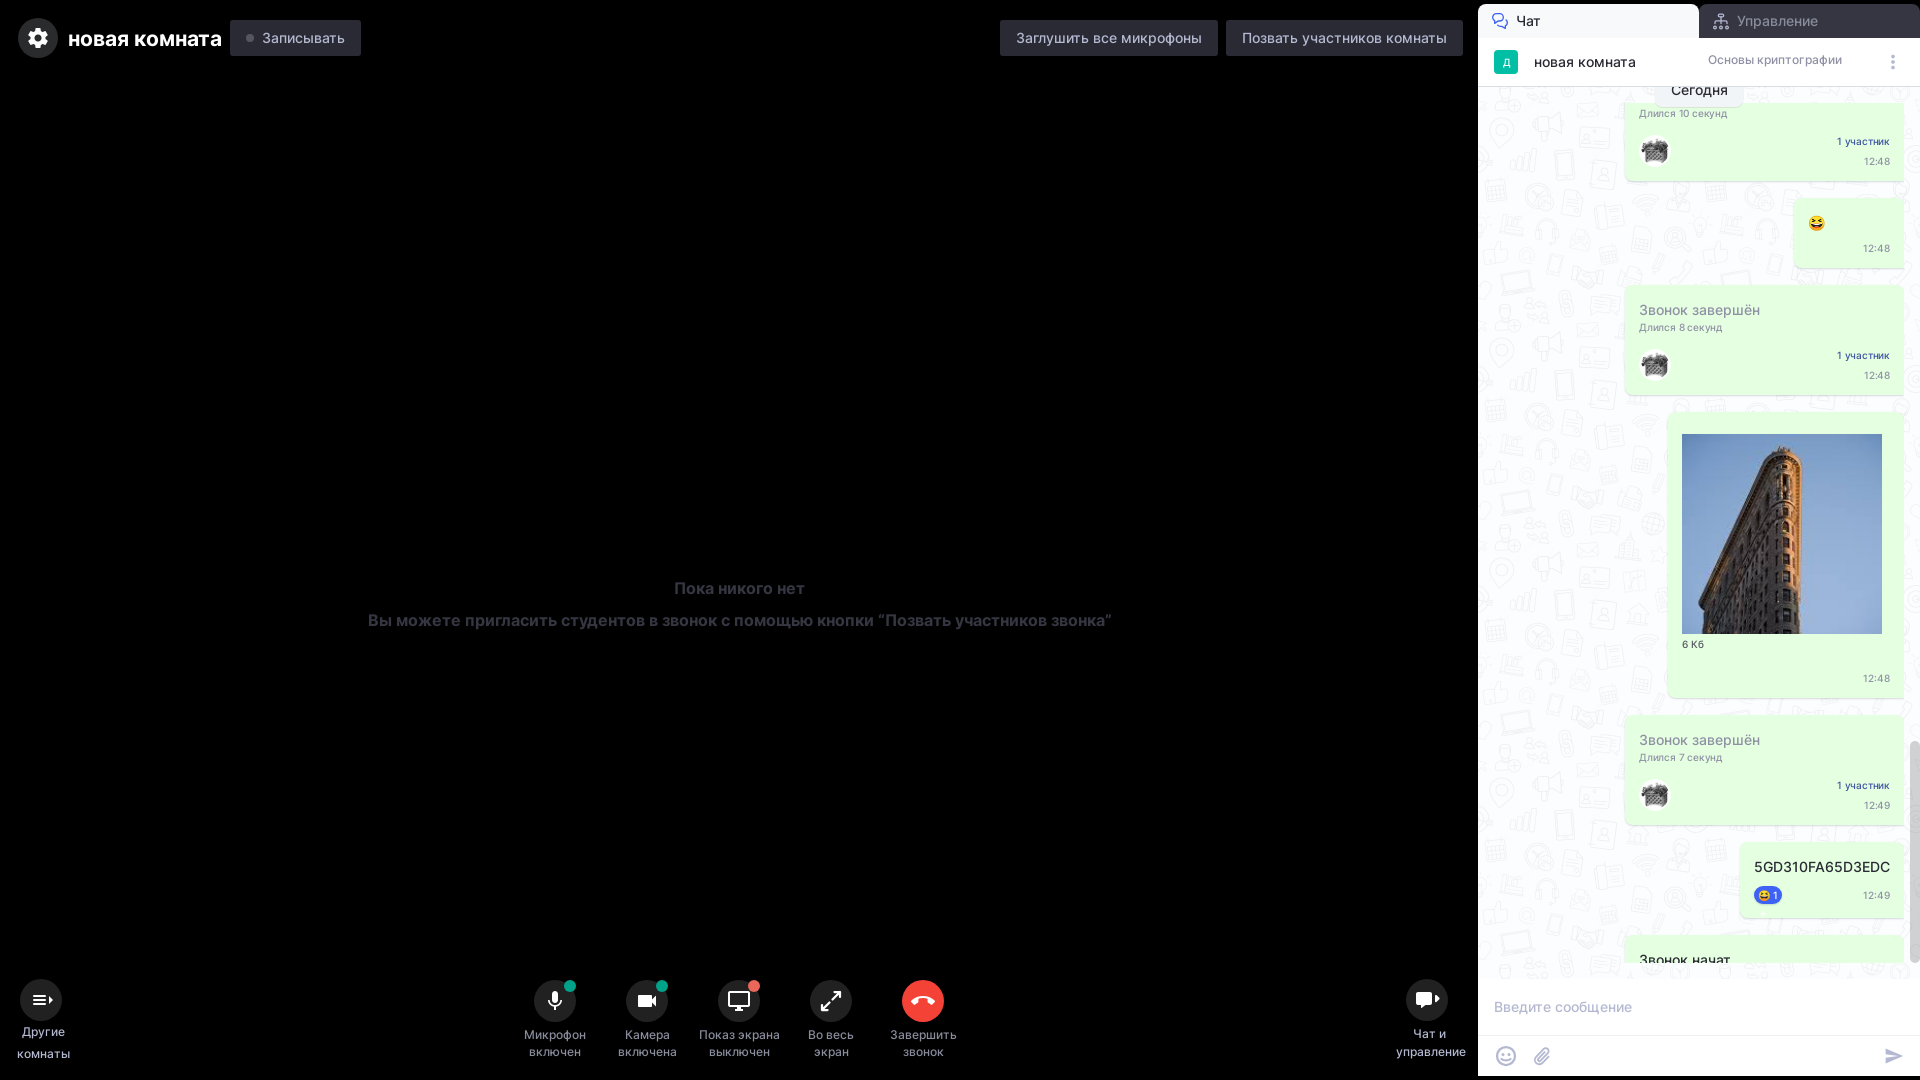 новая комната
Записывать
Заглушить все микрофоны
Позвать участников комнаты
Чат
Управление
Д
новая комната
Основы криптографии
Сегодня
Длился 10 секунд
1 участник
12:48
12:48
Звонок завершён
Длился 8 секунд
1 участник
12:48
6 Кб
12:48
Звонок завершён
Длился 7 секунд
1 участник
12:49
5GD310FA65D3EDC
1
12:49
Звонок начат
Пока никого нет
Вы можете пригласить студентов в звонок с помощью кнопки “Позвать участников звонка”
Другие
комнаты
Микрофон
включен
Камера
включена
Показ экрана
выключен
Во весь
экран
Завершить
звонок
Чат и
управление
Введите сообщение